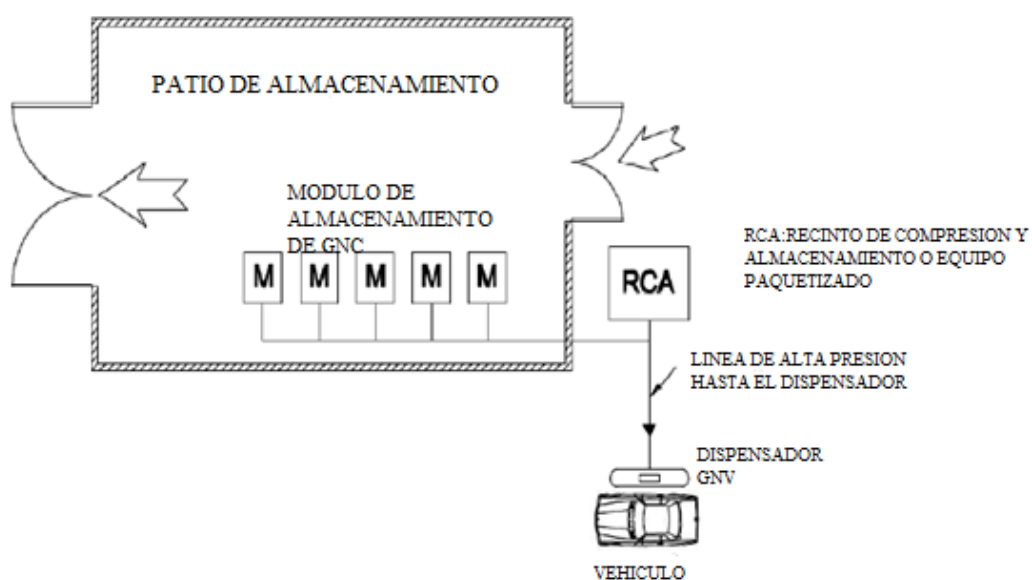 PATIO DE ALMACENAMIENTO
MODULO DE
ALMACENAMIENTO
DE GNC
M M M M M
RCA
RCA:RECINTO DE COMPRESION Y
ALMACENAMIENTO O EQUIPO
PAQUETIZADO
LINEA DE ALTA PRESION
HASTA EL DISPENSADOR
DISPENSADOR
GNV
VEHICULO